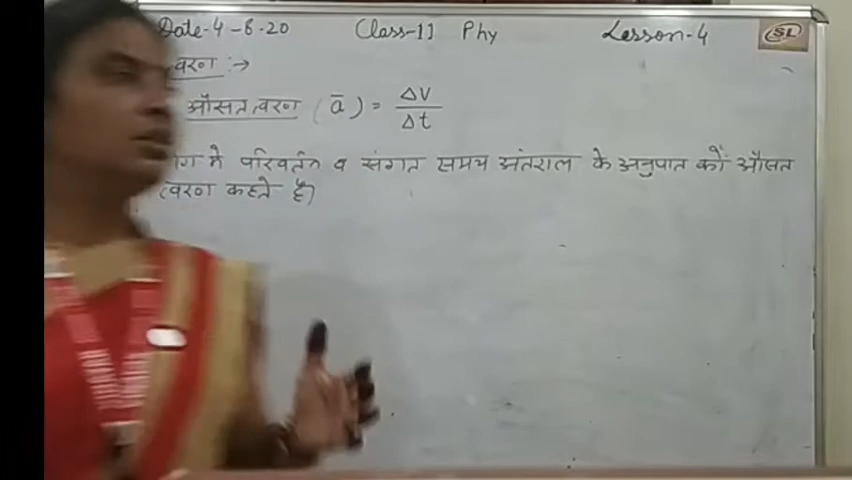 Date-4-8-20 Class-11 Phy Lesson-4 SL
त्वरण :→
औसत त्वरण (ā) = ΔV/Δt
में परिवर्तन व संगत समय अंतराल के अनुपात को औसत
त्वरण कहते हैं